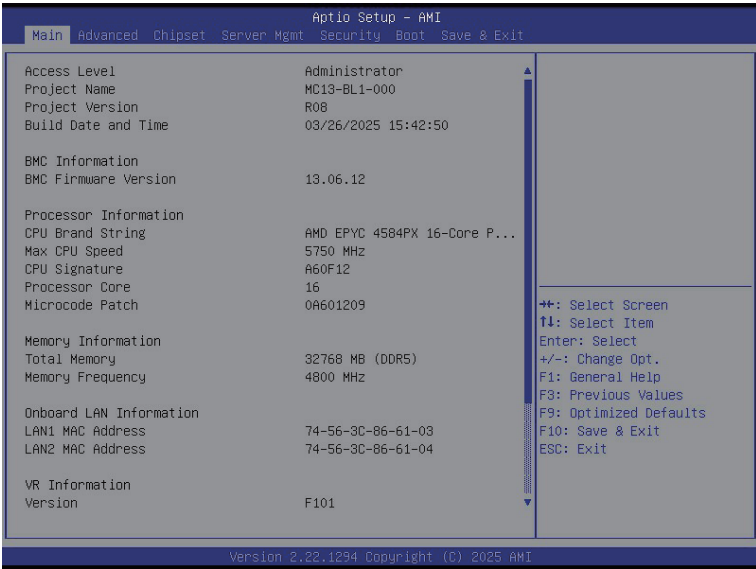 Aptio Setup - AMI
Main Advanced Chipset Server Mgmt Security Boot Save & Exit
Access Level Administrator
Project Name MC13-BL1-000
Project Version R08
Build Date and Time 03/26/2025 15:42:50
BMC Information
BMC Firmware Version 13.06.12
Processor Information
CPU Brand String AMD EPYC 4584PX 16-Core P...
Max CPU Speed 5750 MHz
CPU Signature A60F12
Processor Core 16
Microcode Patch 0A601209
Memory Information
Total Memory 32768 MB (DDR5)
Memory Frequency 4800 MHz
Onboard LAN Information
LAN1 MAC Address 74-56-3C-86-61-03
LAN2 MAC Address 74-56-3C-86-61-04
VR Information
Version F101
→←: Select Screen
↑↓: Select Item
Enter: Select
+/-: Change Opt.
F1: General Help
F3: Previous Values
F9: Optimized Defaults
F10: Save & Exit
ESC: Exit
Version 2.22.1294 Copyright (C) 2025 AMI